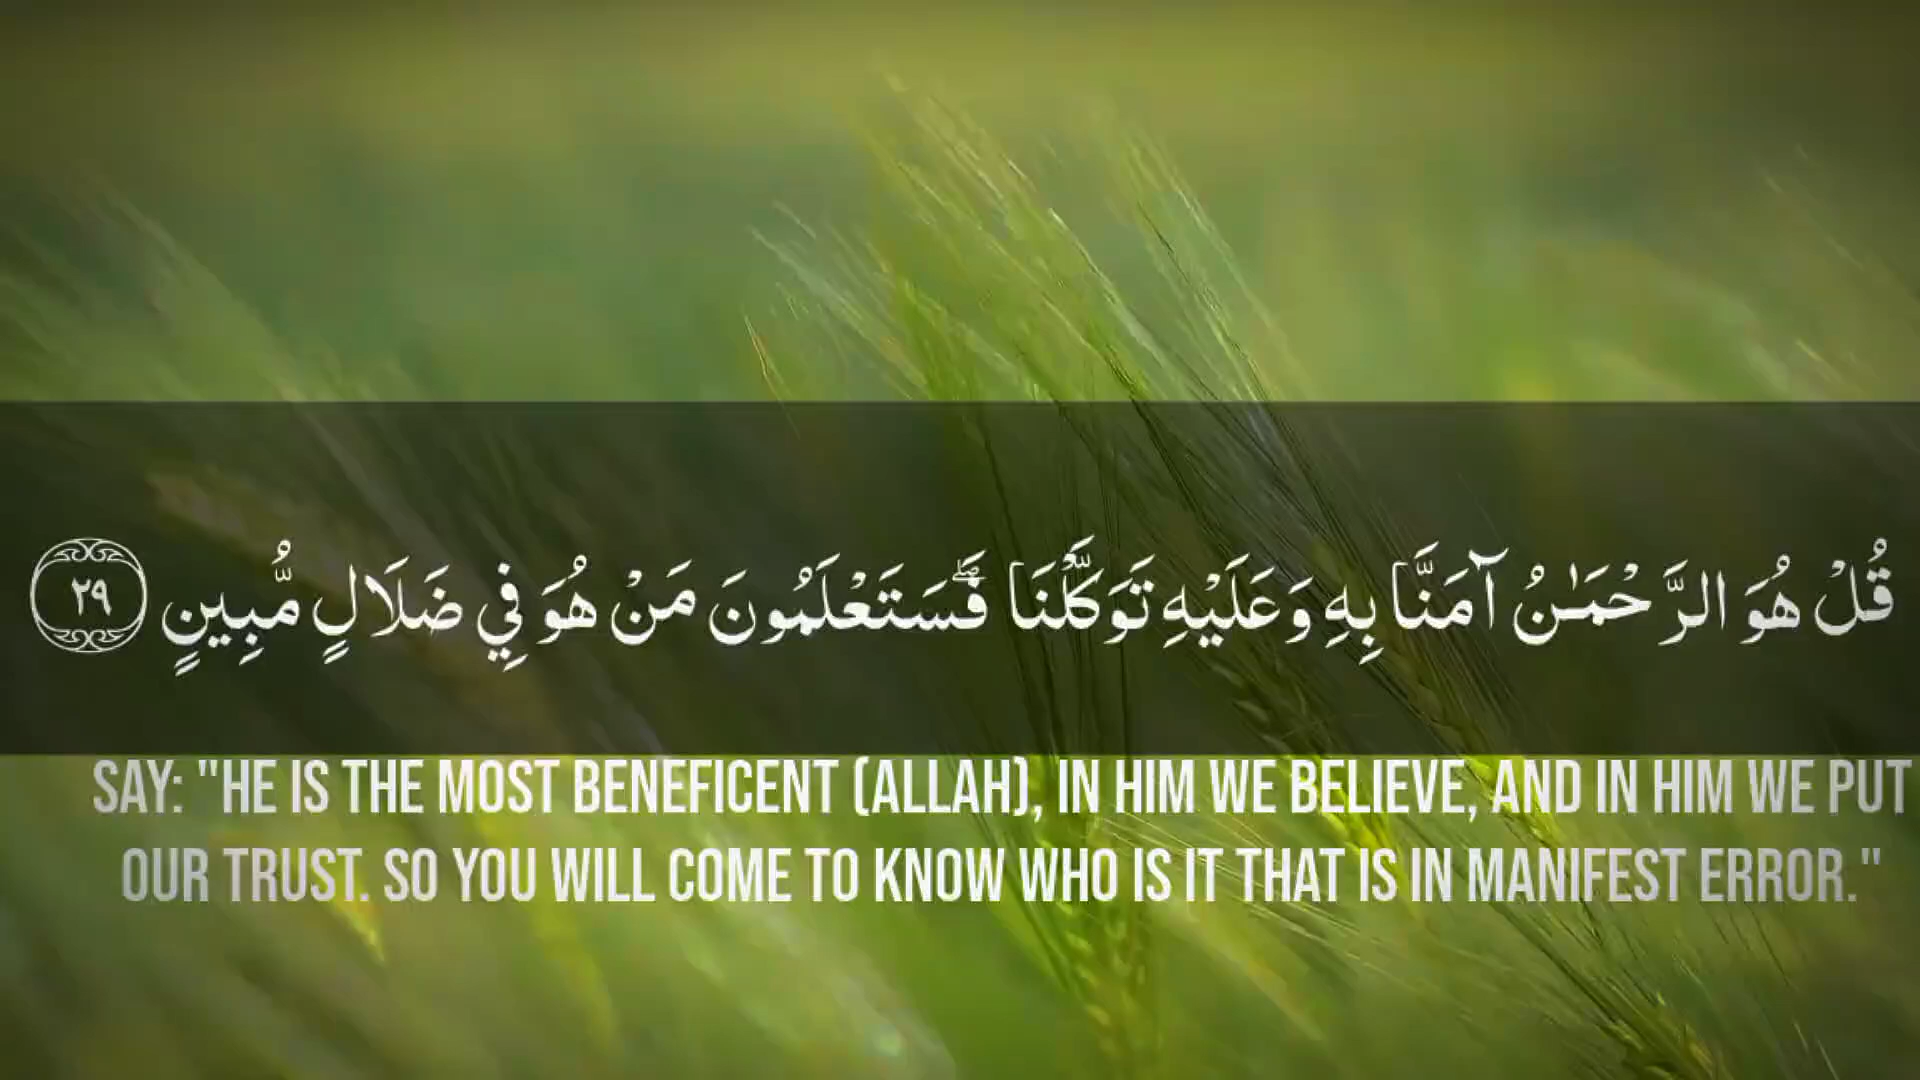 قُلْ هُوَ الرَّحْمَـٰنُ آمَنَّا بِهِ وَعَلَيْهِ تَوَكَّلْنَا ۖ فَسَتَعْلَمُونَ مَنْ هُوَ فِي ضَلَالٍ مُّبِينٍ ٢٩
SAY: "HE IS THE MOST BENEFICENT (ALLAH), IN HIM WE BELIEVE, AND IN HIM WE PUT
OUR TRUST. SO YOU WILL COME TO KNOW WHO IS IT THAT IS IN MANIFEST ERROR."